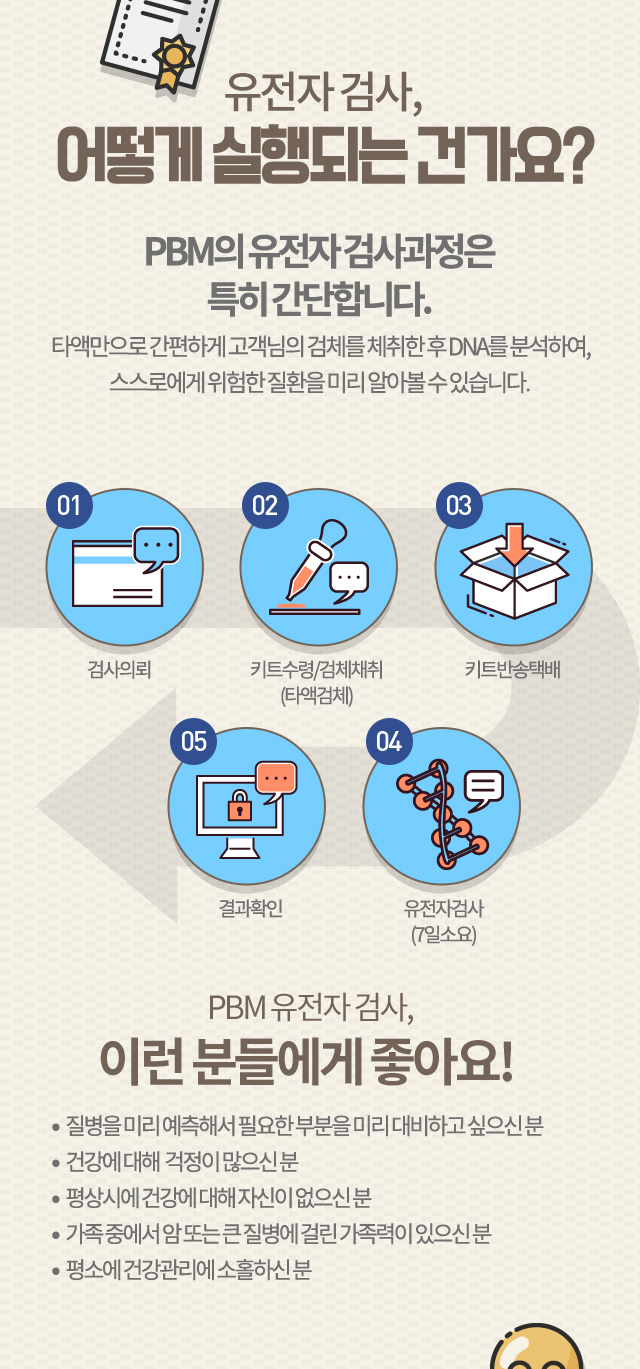 유전자 검사,
어떻게 실행되는 건가요?
PBM의 유전자 검사과정은
특히 간단합니다.
타액만으로 간편하게 고객님의 검체를 체취한 후 DNA를 분석하여,
스스로에게 위험한 질환을 미리 알아볼 수 있습니다.
01
02
03
검사의뢰
키트수령/검체채취
(타액검체)
키트반송택배
05
04
결과확인
유전자검사
(7일소요)
PBM 유전자 검사,
이런 분들에게 좋아요!
• 질병을 미리 예측해서 필요한 부분을 미리 대비하고 싶으신 분
• 건강에 대해 걱정이 많으신 분
• 평상시에 건강에 대해 자신이 없으신 분
• 가족 중에서 암 또는 큰 질병에 걸린 가족력이 있으신 분
• 평소에 건강관리에 소홀하신 분